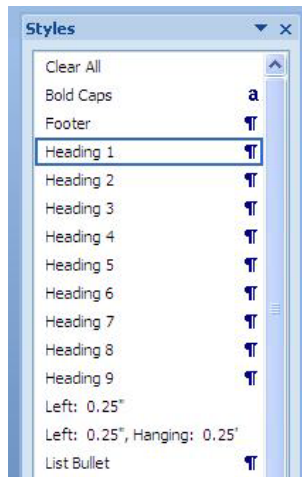 Styles
Clear All
Bold Caps a
Footer ¶
Heading 1 ¶
Heading 2 ¶
Heading 3 ¶
Heading 4 ¶
Heading 5 ¶
Heading 6 ¶
Heading 7 ¶
Heading 8 ¶
Heading 9 ¶
Left: 0.25"
Left: 0.25", Hanging: 0.25'
List Bullet ¶